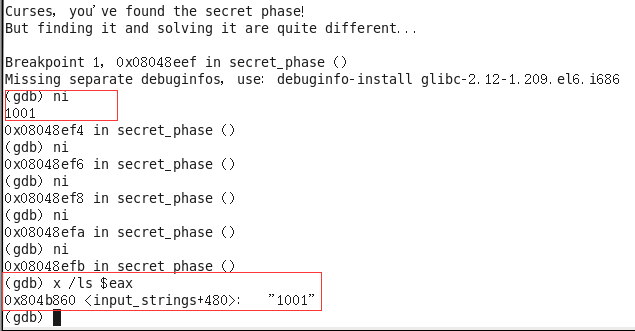 Curses, you've found the secret phase!
But finding it and solving it are quite different...

Breakpoint 1, 0x08048eef in secret_phase ()
Missing separate debuginfos, use: debuginfo-install glibc-2.12-1.209.el6.i686
(gdb) ni
1001
0x08048ef4 in secret_phase ()
(gdb) ni
0x08048ef6 in secret_phase ()
(gdb) ni
0x08048ef8 in secret_phase ()
(gdb) ni
0x08048efa in secret_phase ()
(gdb) ni
0x08048efb in secret_phase ()
(gdb) x /ls $eax
0x804b860 <input_strings+480>:   "1001"
(gdb)